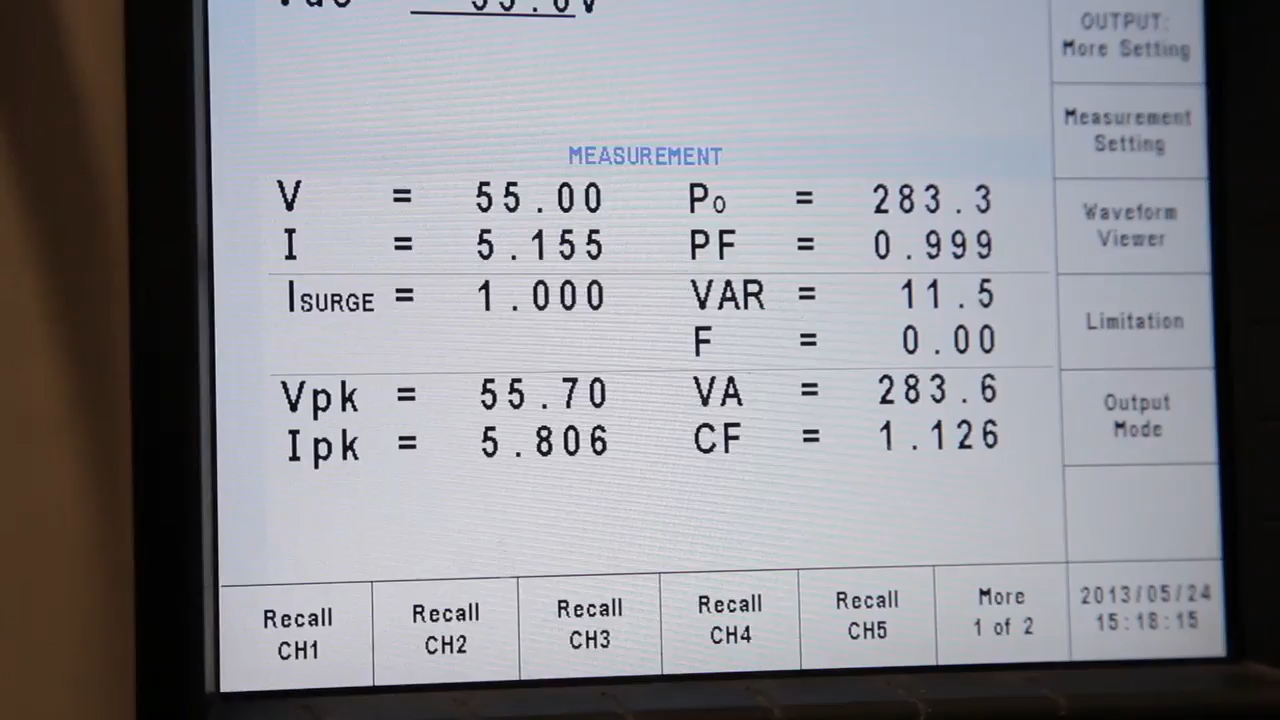 OUTPUT:
More Setting
Measurement
Setting
Waveform
Viewer
Limitation
Output
Mode
MEASUREMENT
V = 55.00 Po = 283.3
I = 5.155 PF = 0.999
ISURGE = 1.000 VAR = 11.5
F = 0.00
Vpk = 55.70 VA = 283.6
Ipk = 5.806 CF = 1.126
Recall
CH1
Recall
CH2
Recall
CH3
Recall
CH4
Recall
CH5
More
1 of 2
2013/05/24
15:18:15